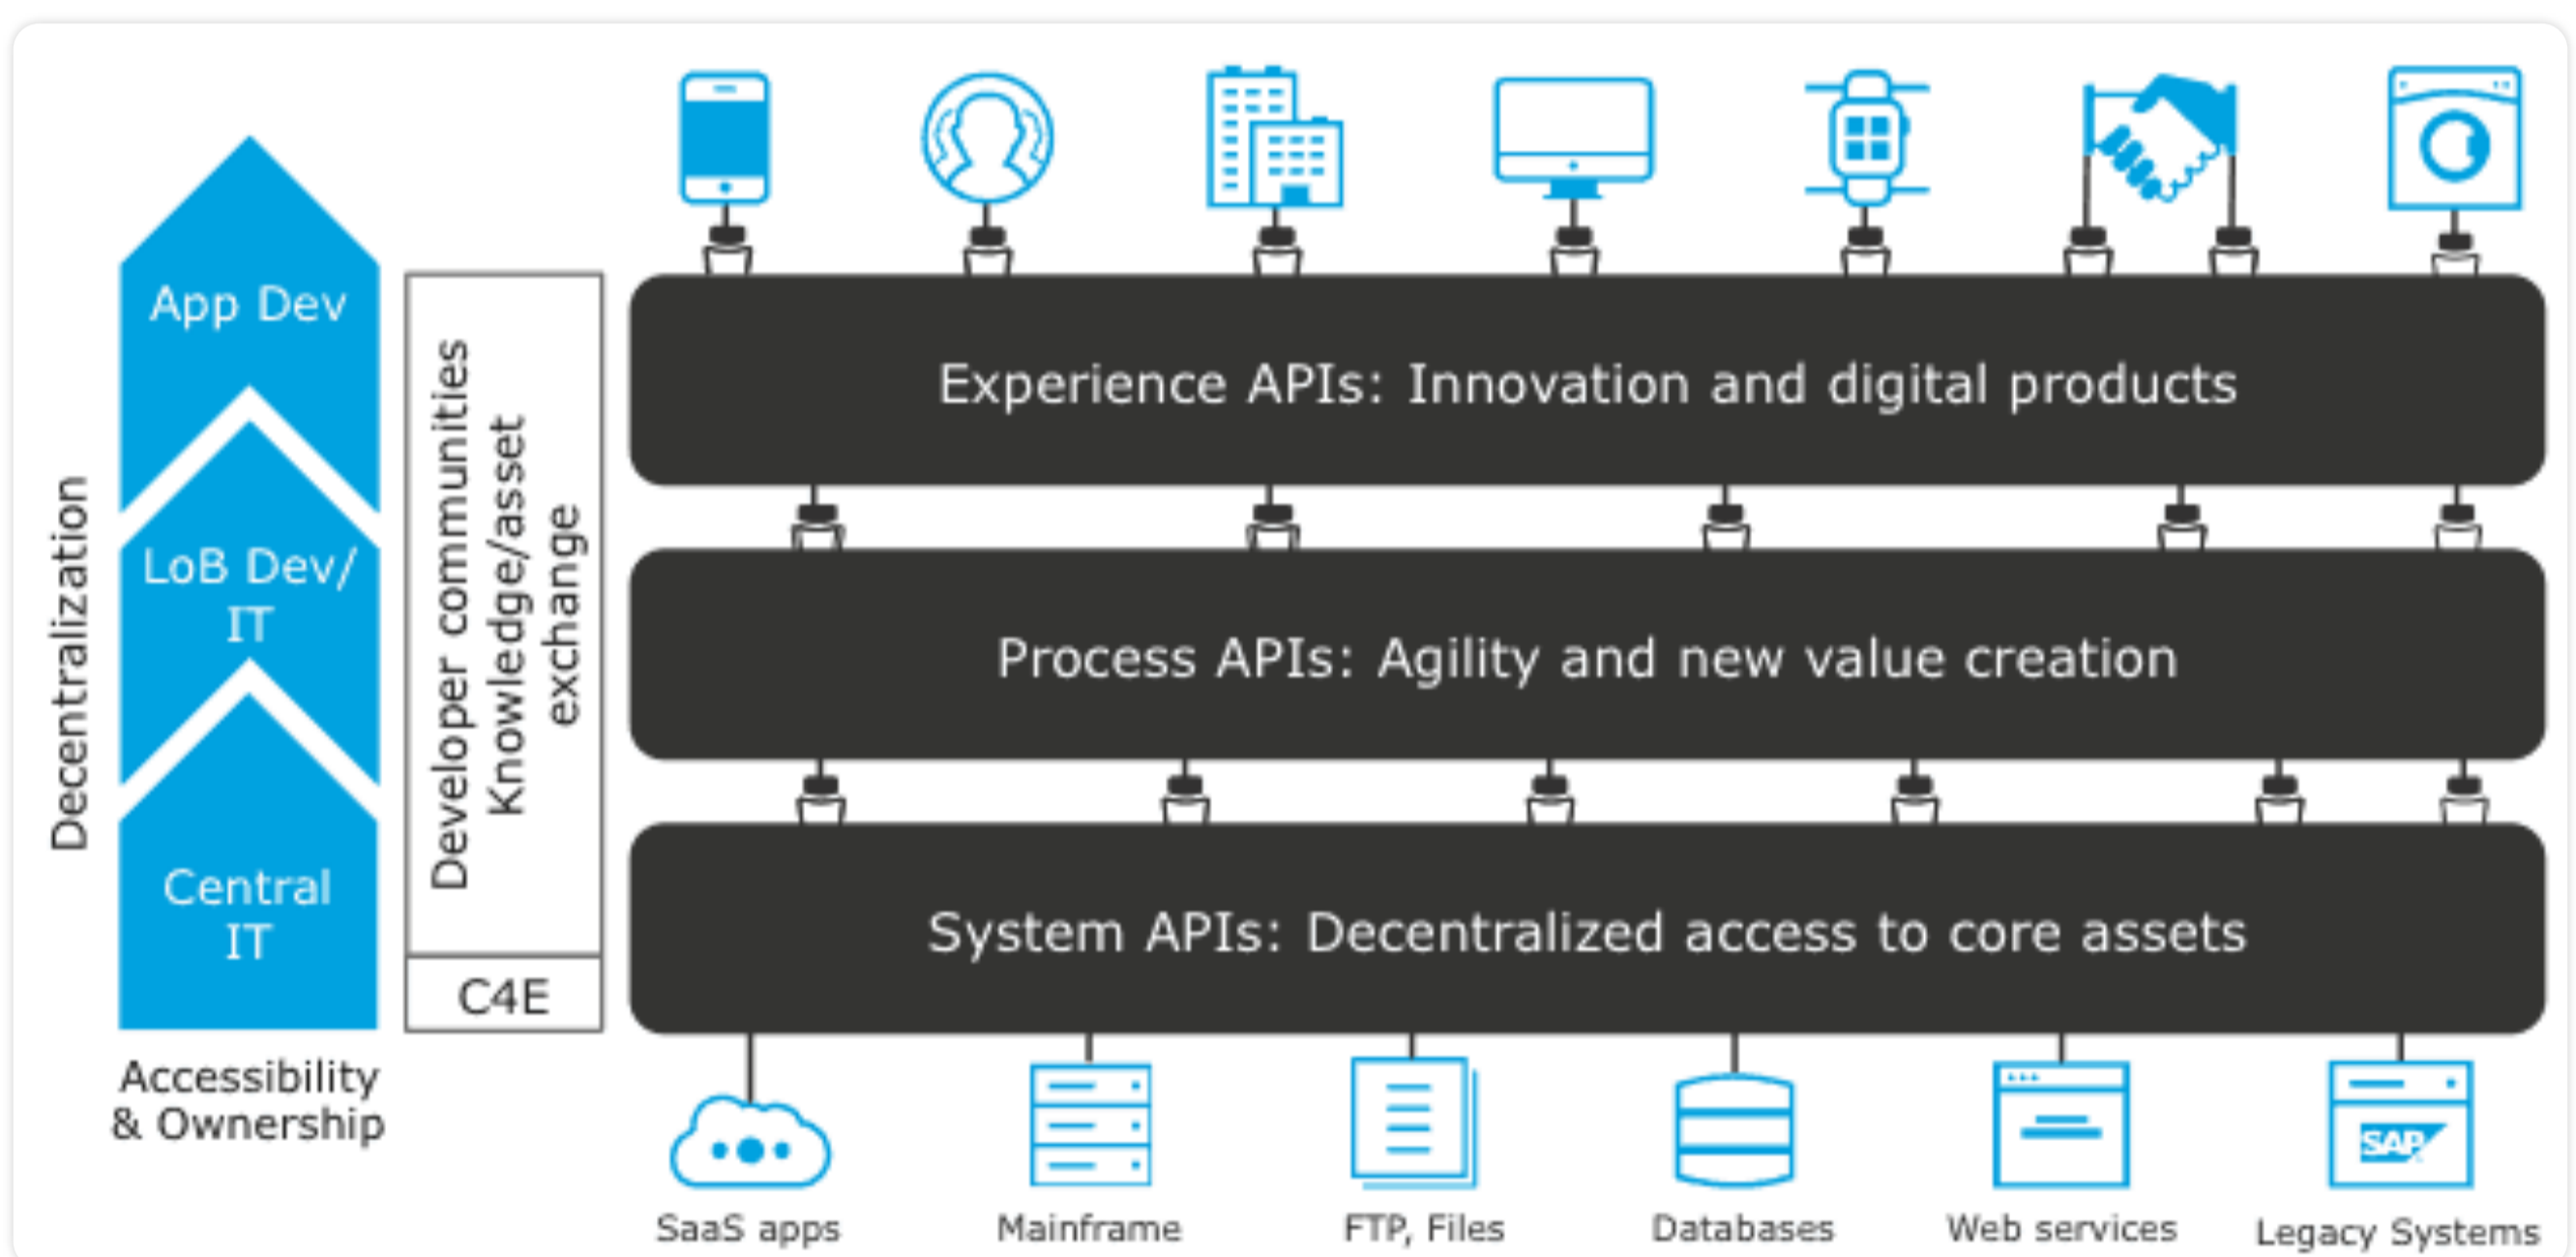 Decentralization
App Dev
LoB Dev/
IT
Central
IT
Accessibility
& Ownership
Developer communities
Knowledge/asset
exchange
C4E
Experience APIs: Innovation and digital products
Process APIs: Agility and new value creation
System APIs: Decentralized access to core assets
SAP
SaaS apps
Mainframe
FTP, Files
Databases
Web services
Legacy Systems